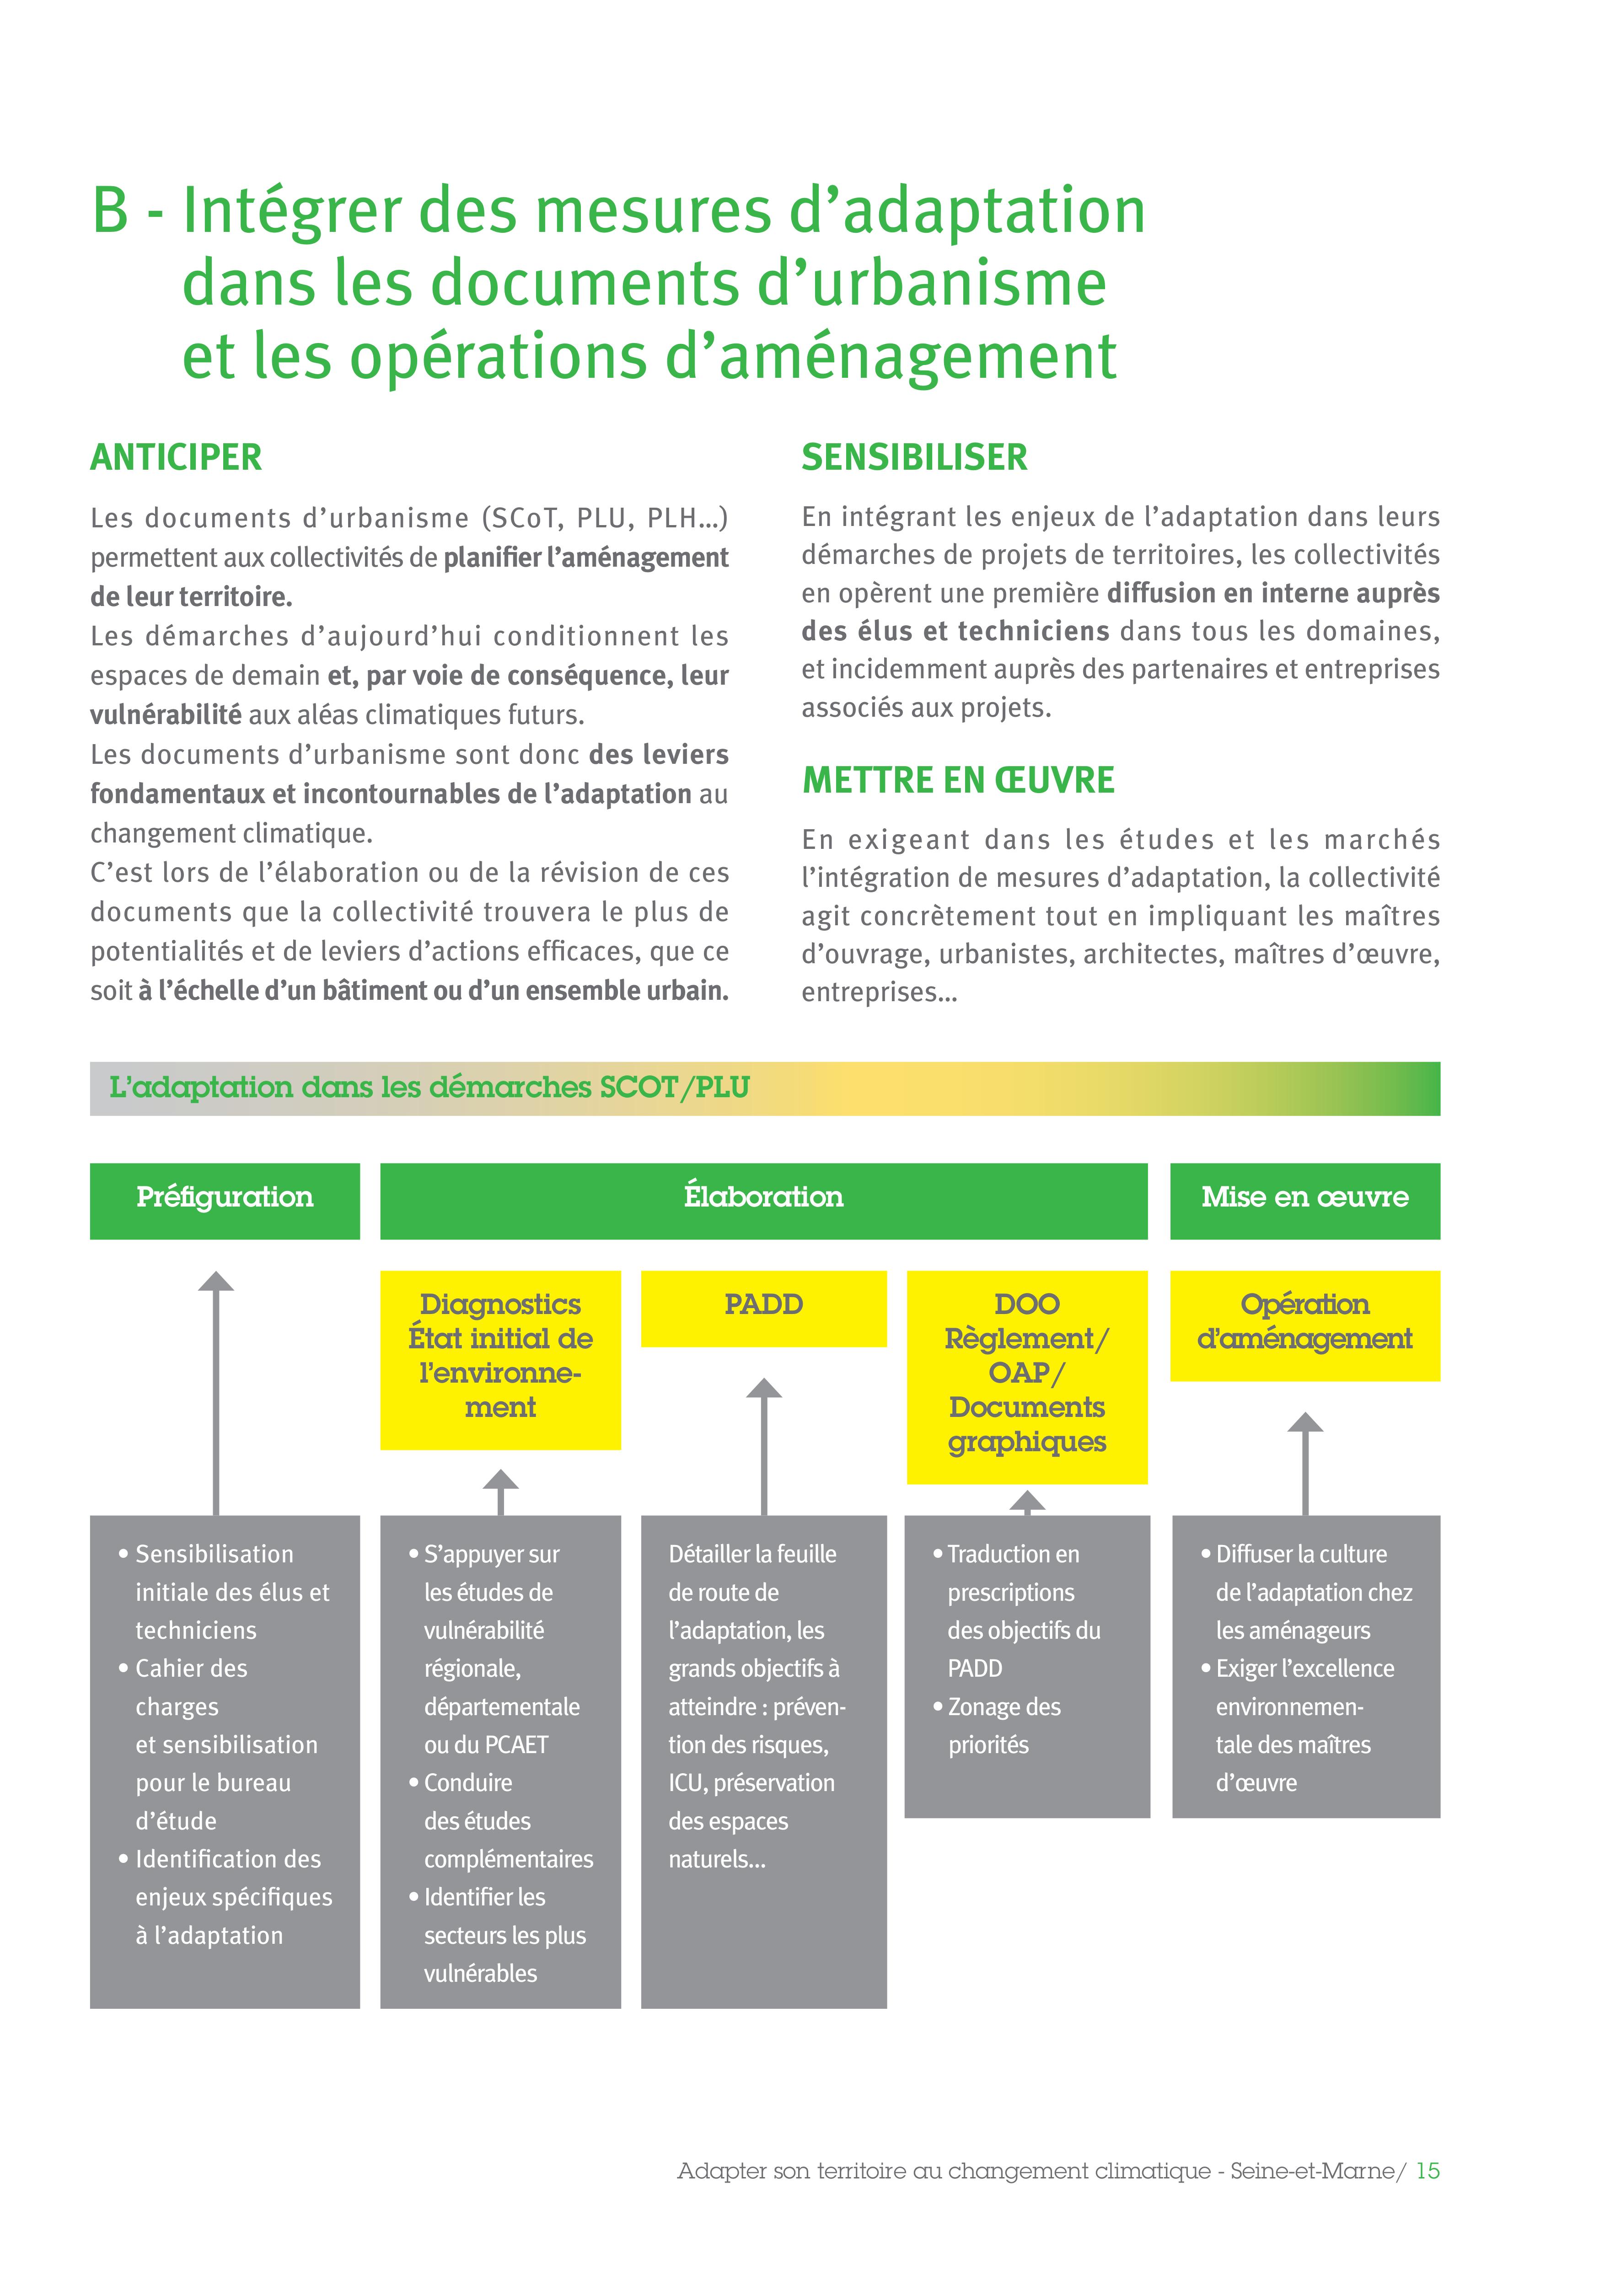 B - Intégrer des mesures d’adaptation
dans les documents d’urbanisme
et les opérations d’aménagement
ANTICIPER
Les documents d’urbanisme (SCoT, PLU, PLH…)
permettent aux collectivités de planifier l’aménagement
de leur territoire.
Les démarches d’aujourd’hui conditionnent les
espaces de demain et, par voie de conséquence, leur
vulnérabilité aux aléas climatiques futurs.
Les documents d’urbanisme sont donc des leviers
fondamentaux et incontournables de l’adaptation au
changement climatique.
C’est lors de l’élaboration ou de la révision de ces
documents que la collectivité trouvera le plus de
potentialités et de leviers d’actions efficaces, que ce
soit à l’échelle d’un bâtiment ou d’un ensemble urbain.
SENSIBILISER
En intégrant les enjeux de l’adaptation dans leurs
démarches de projets de territoires, les collectivités
en opèrent une première diffusion en interne auprès
des élus et techniciens dans tous les domaines,
et incidemment auprès des partenaires et entreprises
associés aux projets.
METTRE EN ŒUVRE
En exigeant dans les études et les marchés
l’intégration de mesures d’adaptation, la collectivité
agit concrètement tout en impliquant les maîtres
d’ouvrage, urbanistes, architectes, maîtres d’œuvre,
entreprises…
L’adaptation dans les démarches SCOT/PLU
Préfiguration
Élaboration
Mise en œuvre
Diagnostics
État initial de
l’environne-
ment
PADD
DOO
Règlement/
OAP/
Documents
graphiques
Opération
d’aménagement
• Sensibilisation
initiale des élus et
techniciens
• Cahier des
charges
et sensibilisation
pour le bureau
d’étude
• Identification des
enjeux spécifiques
à l’adaptation
• S’appuyer sur
les études de
vulnérabilité
régionale,
départementale
ou du PCAET
• Conduire
des études
complémentaires
• Identifier les
secteurs les plus
vulnérables
Détailler la feuille
de route de
l’adaptation, les
grands objectifs à
atteindre : préven-
tion des risques,
ICU, préservation
des espaces
naturels…
• Traduction en
prescriptions
des objectifs du
PADD
• Zonage des
priorités
• Diffuser la culture
de l’adaptation chez
les aménageurs
• Exiger l’excellence
environnemen-
tale des maîtres
d’œuvre
Adapter son territoire au changement climatique - Seine-et-Marne/ 15